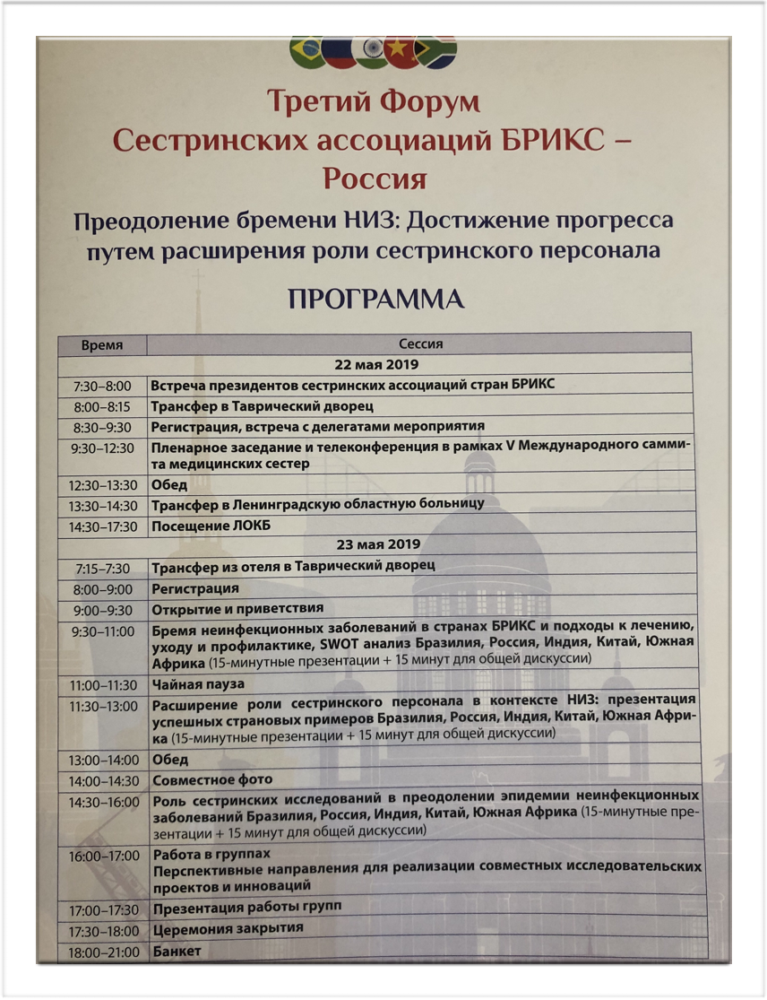 Третий Форум
Сестринских ассоциаций БРИКС –
Россия
Преодоление бремени НИЗ: Достижение прогресса
путем расширения роли сестринского персонала
ПРОГРАММА
Время Сессия
22 мая 2019
7:30–8:00 Встреча президентов сестринских ассоциаций стран БРИКС
8:00–8:15 Трансфер в Таврический дворец
8:30–9:30 Регистрация, встреча с делегатами мероприятия
9:30–12:30 Пленарное заседание и телеконференция в рамках V Международного самми-
та медицинских сестер
12:30–13:30 Обед
13:30–14:30 Трансфер в Ленинградскую областную больницу
14:30–17:30 Посещение ЛОКБ
23 мая 2019
7:15–7:30 Трансфер из отеля в Таврический дворец
8:00–9:00 Регистрация
9:00–9:30 Открытие и приветствия
9:30–11:00 Бремя неинфекционных заболеваний в странах БРИКС и подходы к лечению,
уходу и профилактике, SWOT анализ Бразилия, Россия, Индия, Китай, Южная
Африка (15-минутные презентации + 15 минут для общей дискуссии)
11:00–11:30 Чайная пауза
11:30–13:00 Расширение роли сестринского персонала в контексте НИЗ: презентация
успешных страновых примеров Бразилия, Россия, Индия, Китай, Южная Афри-
ка (15-минутные презентации + 15 минут для общей дискуссии)
13:00–14:00 Обед
14:00–14:30 Совместное фото
14:30–16:00 Роль сестринских исследований в преодолении эпидемии неинфекционных
заболеваний Бразилия, Россия, Индия, Китай, Южная Африка (15-минутные пре-
зентации + 15 минут для общей дискуссии)
16:00–17:00 Работа в группах
Перспективные направления для реализации совместных исследовательских
проектов и инноваций
17:00–17:30 Презентация работы групп
17:30–18:00 Церемония закрытия
18:00–21:00 Банкет